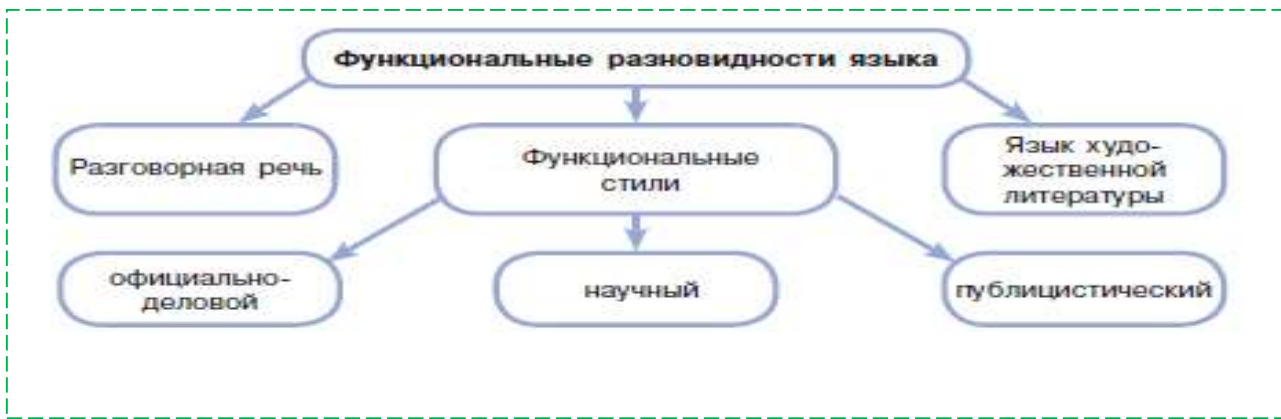 Функциональные разновидности языка
Разговорная речь
Функциональные
стили
Язык худо-
жественной
литературы
официально-
деловой
научный
публицистический